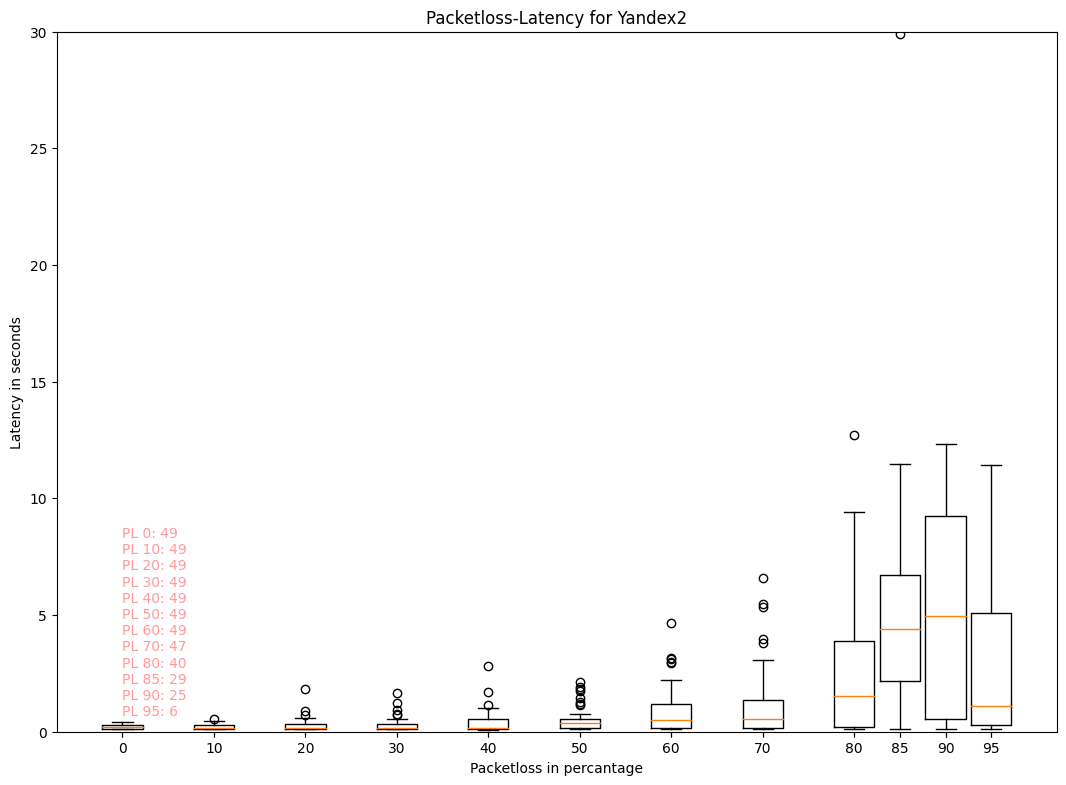 Packetloss-Latency for Yandex2
30
25
20
15
10
5
0
Latency in seconds
PL 0: 49
PL 10: 49
PL 20: 49
PL 30: 49
PL 40: 49
PL 50: 49
PL 60: 49
PL 70: 47
PL 80: 40
PL 85: 29
PL 90: 25
PL 95: 6
0 10 20 30 40 50 60 70 80 85 90 95
Packetloss in percantage